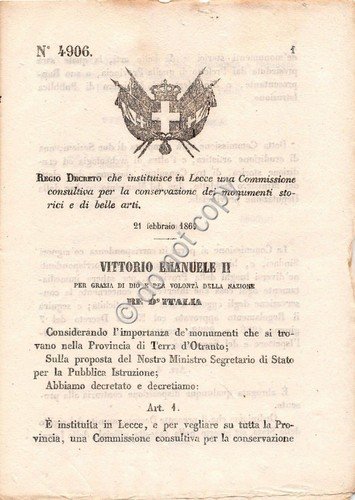 N° 4906. 1
REGIO DECRETO che instituisce in Lecce una Commissione
consultiva per la conservazione dei monumenti sto-
rici e di belle arti.
21 febbraio 1869
VITTORIO EMANUELE II
PER GRAZIA DI DIO E PER VOLONTÀ DELLA NAZIONE
RE D'ITALIA
Considerando l'importanza de' monumenti che si tro-
vano nella Provincia di Terra d'Otranto;
Sulla proposta del Nostro Ministro Segretario di Stato
per la Pubblica Istruzione;
Abbiamo decretato e decretiamo:
Art. 1.
È instituita in Lecce, e per vegliare su tutta la Pro-
vincia, una Commissione consultiva per la conservazione
do not copy